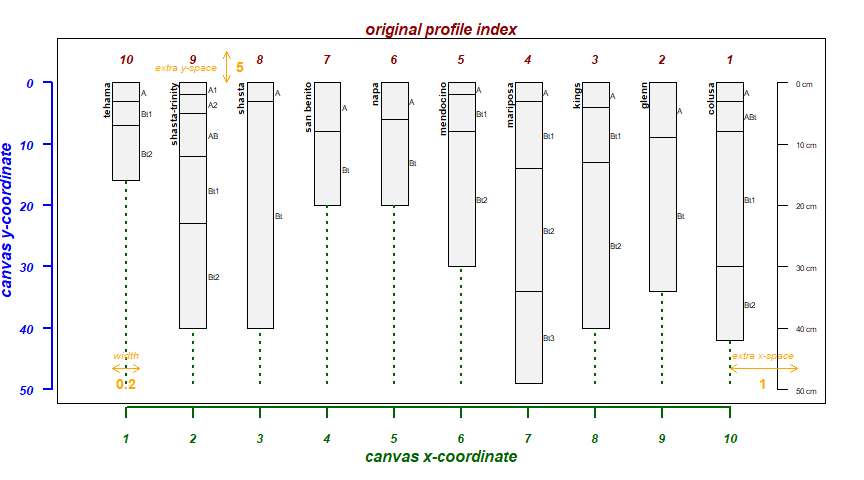 original profile index
10 9 8 7 6 5 4 3 2 1
extra y-space 5
0 10 20 30 40 50
canvas y-coordinate
tehama
A
Bt1
Bt2
shasta-trinity
A1
A2
AB
Bt1
Bt2
shasta
A
Bt
san benito
A
Bt
napa
A
Bt
mendocino
A
Bt1
Bt2
mariposa
A
Bt1
Bt2
Bt3
kings
A
Bt1
Bt2
glenn
A
Bt
colusa
A
ABt
Bt1
Bt2
0 cm
10 cm
20 cm
30 cm
40 cm
50 cm
width
0.2
extra x-space
1
1 2 3 4 5 6 7 8 9 10
canvas x-coordinate